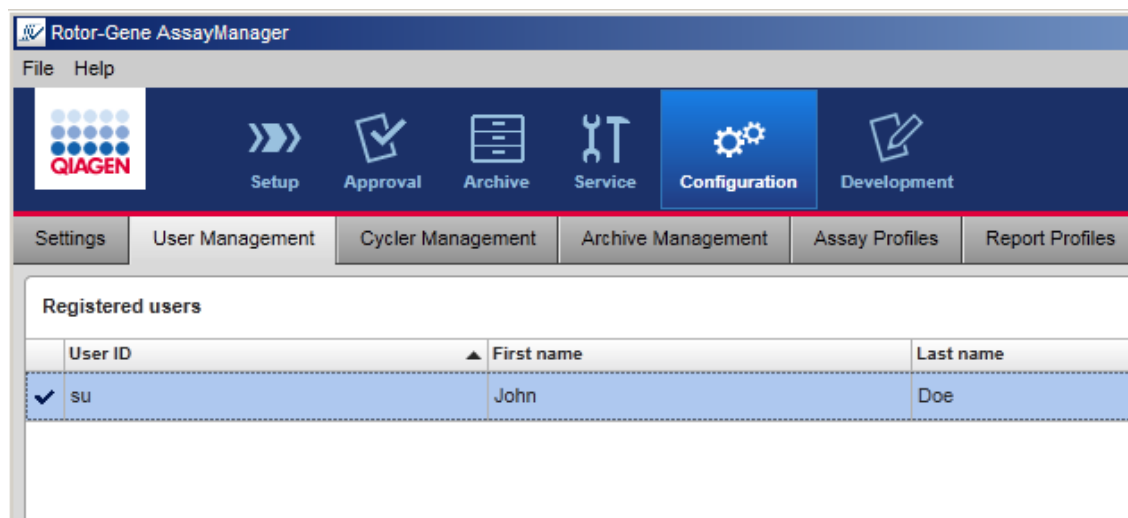 Rotor-Gene AssayManager
File Help
QIAGEN
Setup Approval Archive Service Configuration Development
Settings User Management Cycler Management Archive Management Assay Profiles Report Profiles
Registered users
User ID First name Last name
su John Doe